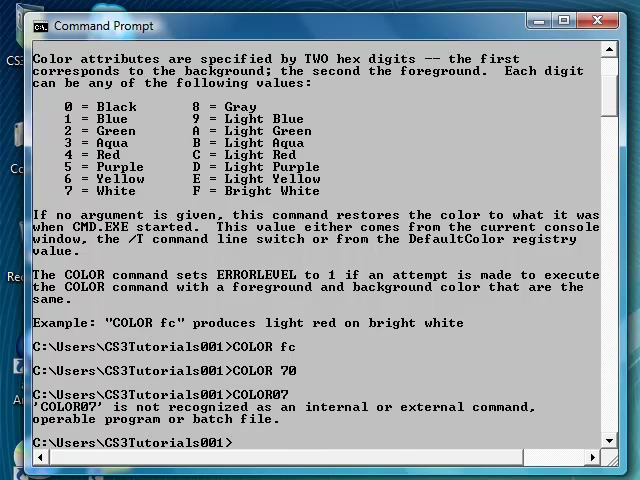 Command Prompt
Color attributes are specified by TWO hex digits -- the first
corresponds to the background; the second the foreground.  Each digit
can be any of the following values:
0 = Black       8 = Gray
1 = Blue        9 = Light Blue
2 = Green       A = Light Green
3 = Aqua        B = Light Aqua
4 = Red         C = Light Red
5 = Purple      D = Light Purple
6 = Yellow      E = Light Yellow
7 = White       F = Bright White
If no argument is given, this command restores the color to what it was
when CMD.EXE started.  This value either comes from the current console
window, the /T command line switch or from the DefaultColor registry
value.
The COLOR command sets ERRORLEVEL to 1 if an attempt is made to execute
the COLOR command with a foreground and background color that are the
same.
Example: "COLOR fc" produces light red on bright white
C:\Users\CS3Tutorials001>COLOR fc
C:\Users\CS3Tutorials001>COLOR 70
C:\Users\CS3Tutorials001>COLOR07
'COLOR07' is not recognized as an internal or external command,
operable program or batch file.
C:\Users\CS3Tutorials001>